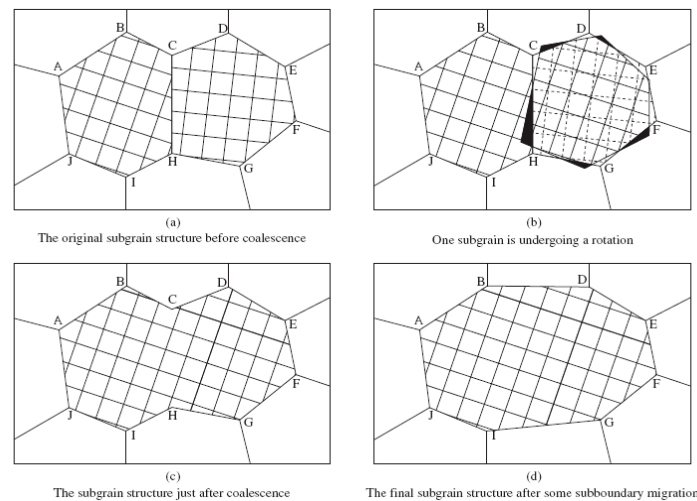 B
D
C
A
E
F
J
H
G
I
(a)
The original subgrain structure before coalescence
B
D
C
A
E
F
J
H
G
I
(b)
One subgrain is undergoing a rotation
B
D
C
A
E
F
J
H
G
I
(c)
The subgrain structure just after coalescence
B
D
A
E
F
J
G
I
(d)
The final subgrain structure after some subboundary migration